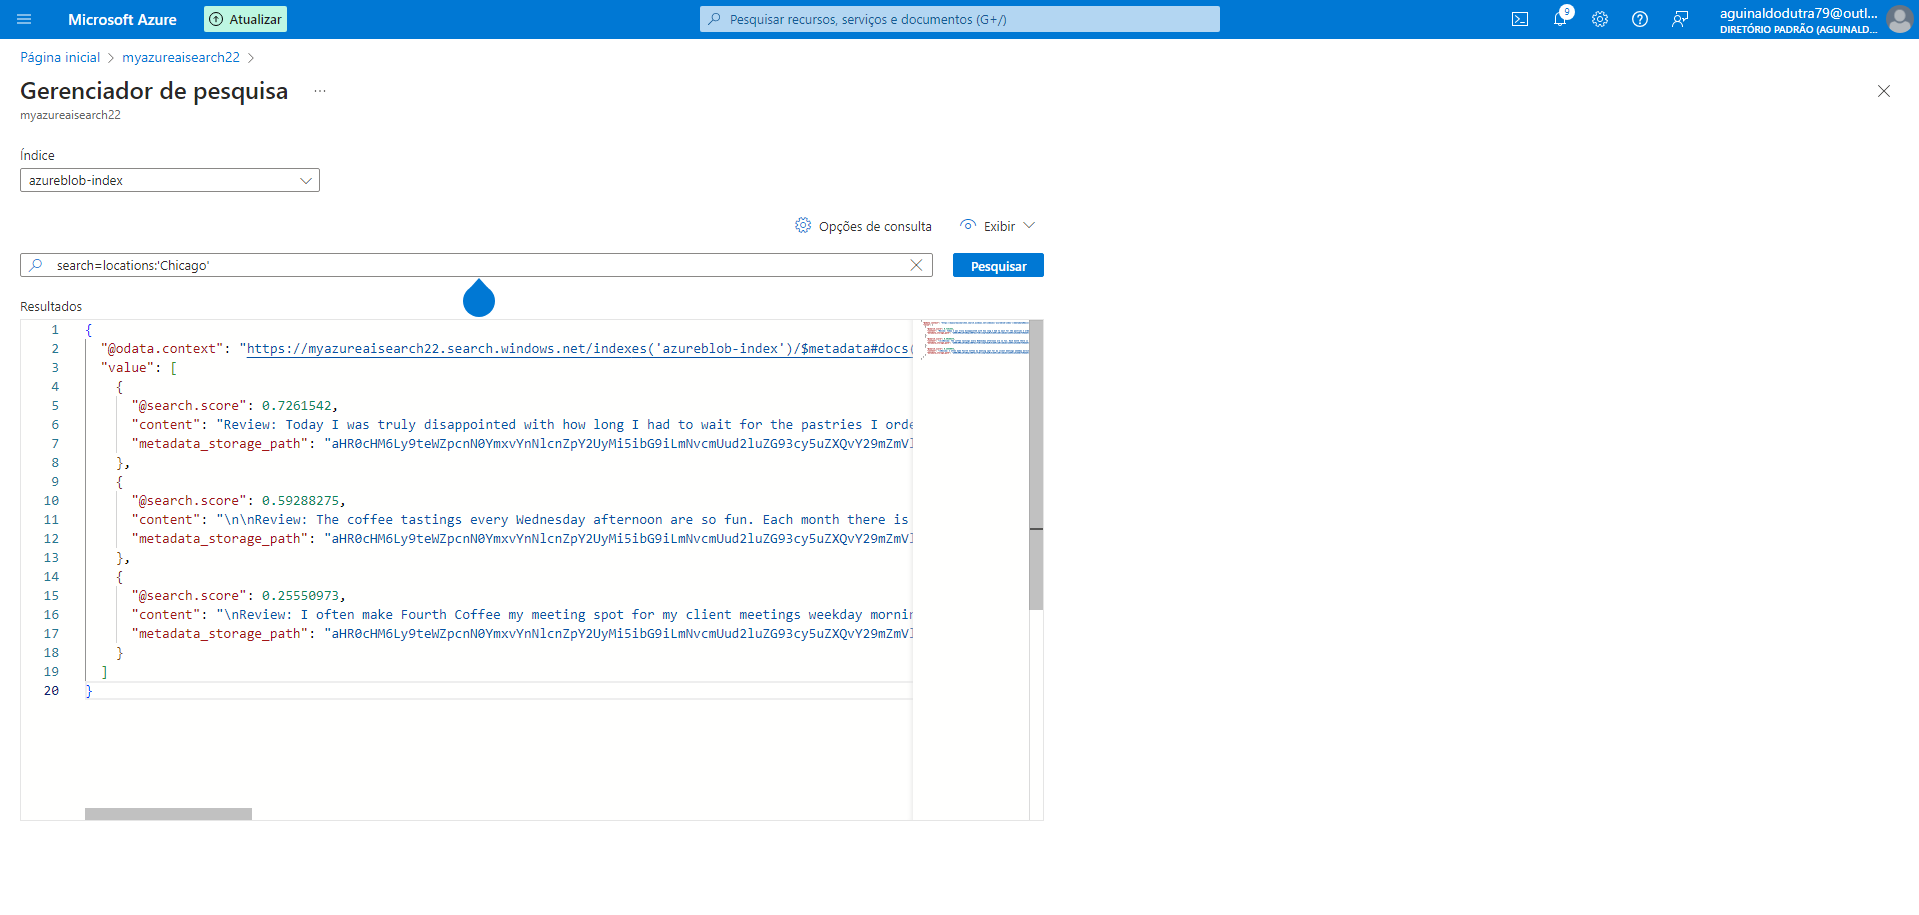 Microsoft Azure
Atualizar
Pesquisar recursos, serviços e documentos (G+/)
9
aguinaldodutra79@outl...
DIRETÓRIO PADRÃO (AGUINALD...
Página inicial > myazureaisearch22 >
Gerenciador de pesquisa ...
myazureaisearch22
Índice
azureblob-index
Opções de consulta
Exibir
search=locations:'Chicago'
Pesquisar
Resultados
1 {
2 "@odata.context": "https://myazureaisearch22.search.windows.net/indexes('azureblob-index')/$metadata#docs(
3 "value": [
4 {
5 "@search.score": 0.7261542,
6 "content": "Review: Today I was truly disappointed with how long I had to wait for the pastries I orde
7 "metadata_storage_path": "aHR0cHM6Ly9teWZpcnN0YmxvYnNlcnZpY2UyMi5ibG9iLmNvcmUud2luZG93cy5uZXQvY29mZmVl
8 },
9 {
10 "@search.score": 0.59288275,
11 "content": "\n\nReview: The coffee tastings every Wednesday afternoon are so fun. Each month there is
12 "metadata_storage_path": "aHR0cHM6Ly9teWZpcnN0YmxvYnNlcnZpY2UyMi5ibG9iLmNvcmUud2luZG93cy5uZXQvY29mZmVl
13 },
14 {
15 "@search.score": 0.25550973,
16 "content": "\nReview: I often make Fourth Coffee my meeting spot for my client meetings weekday mornin
17 "metadata_storage_path": "aHR0cHM6Ly9teWZpcnN0YmxvYnNlcnZpY2UyMi5ibG9iLmNvcmUud2luZG93cy5uZXQvY29mZmVl
18 }
19 ]
20 }